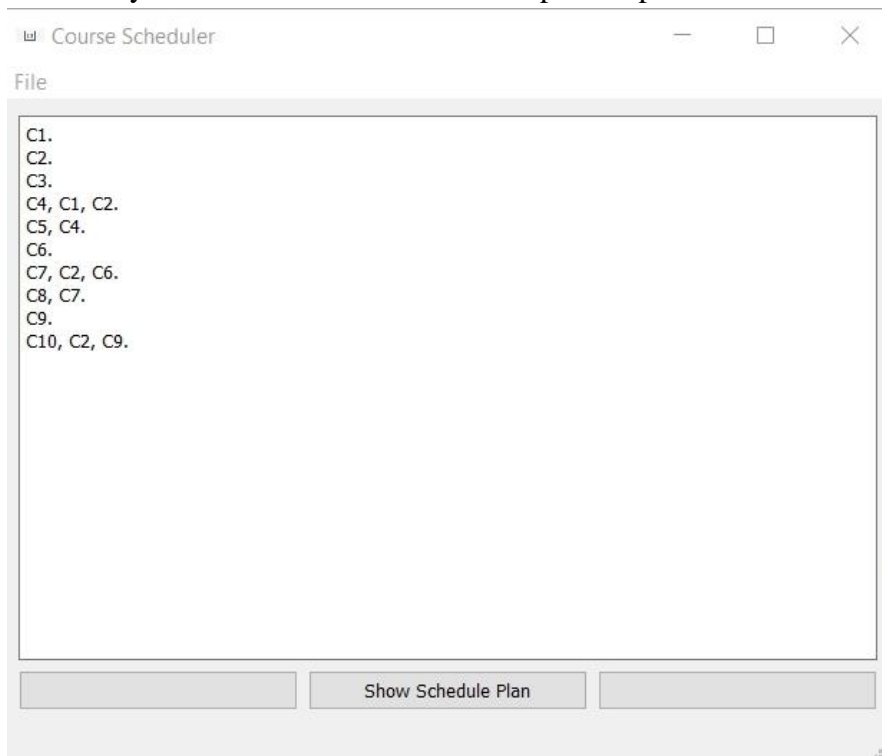 Course Scheduler
File
C1.
C2.
C3.
C4, C1, C2.
C5, C4.
C6.
C7, C2, C6.
C8, C7.
C9.
C10, C2, C9.
Show Schedule Plan